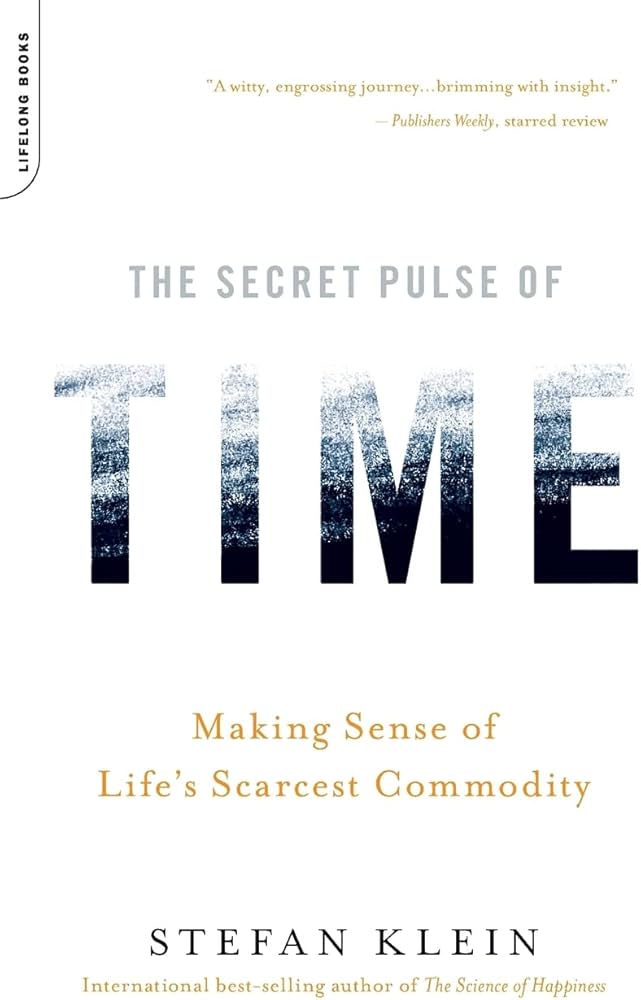 LIFELONG BOOKS
"A witty, engrossing journey...brimming with insight."
— Publishers Weekly, starred review
THE SECRET PULSE OF
TIME
Making Sense of
Life's Scarcest Commodity
STEFAN KLEIN
International best-selling author of The Science of Happiness